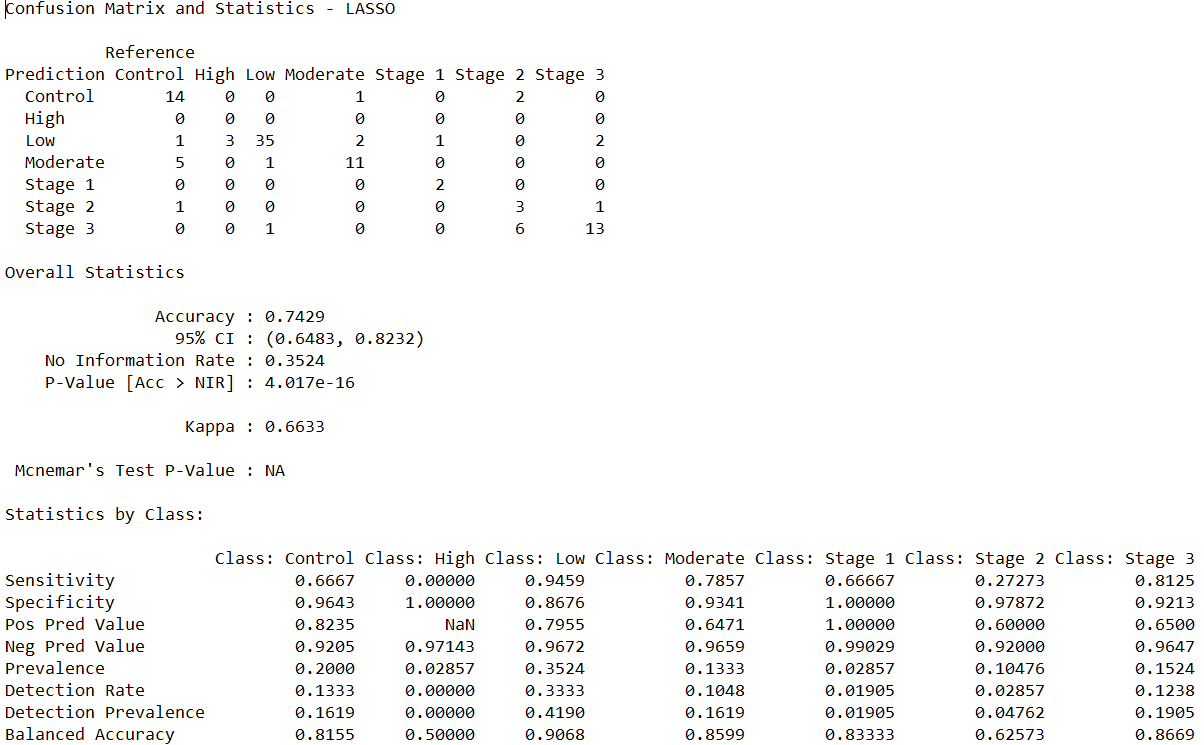 Confusion Matrix and Statistics - LASSO
Reference
Prediction Control High Low Moderate Stage 1 Stage 2 Stage 3
Control 14 0 0 1 0 2 0
High 0 0 0 0 0 0 0
Low 1 3 35 2 1 0 2
Moderate 5 0 1 11 0 0 0
Stage 1 0 0 0 0 2 0 0
Stage 2 1 0 0 0 0 3 1
Stage 3 0 0 1 0 0 6 13
Overall Statistics
Accuracy : 0.7429
95% CI : (0.6483, 0.8232)
No Information Rate : 0.3524
P-Value [Acc > NIR] : 4.017e-16
Kappa : 0.6633
Mcnemar's Test P-Value : NA
Statistics by Class:
Class: Control Class: High Class: Low Class: Moderate Class: Stage 1 Class: Stage 2 Class: Stage 3
Sensitivity 0.6667 0.00000 0.9459 0.7857 0.66667 0.27273 0.8125
Specificity 0.9643 1.00000 0.8676 0.9341 1.00000 0.97872 0.9213
Pos Pred Value 0.8235 NaN 0.7955 0.6471 1.00000 0.60000 0.6500
Neg Pred Value 0.9205 0.97143 0.9672 0.9659 0.99029 0.92000 0.9647
Prevalence 0.2000 0.02857 0.3524 0.1333 0.02857 0.10476 0.1524
Detection Rate 0.1333 0.00000 0.3333 0.1048 0.01905 0.02857 0.1238
Detection Prevalence 0.1619 0.00000 0.4190 0.1619 0.01905 0.04762 0.1905
Balanced Accuracy 0.8155 0.50000 0.9068 0.8599 0.83333 0.62573 0.8669